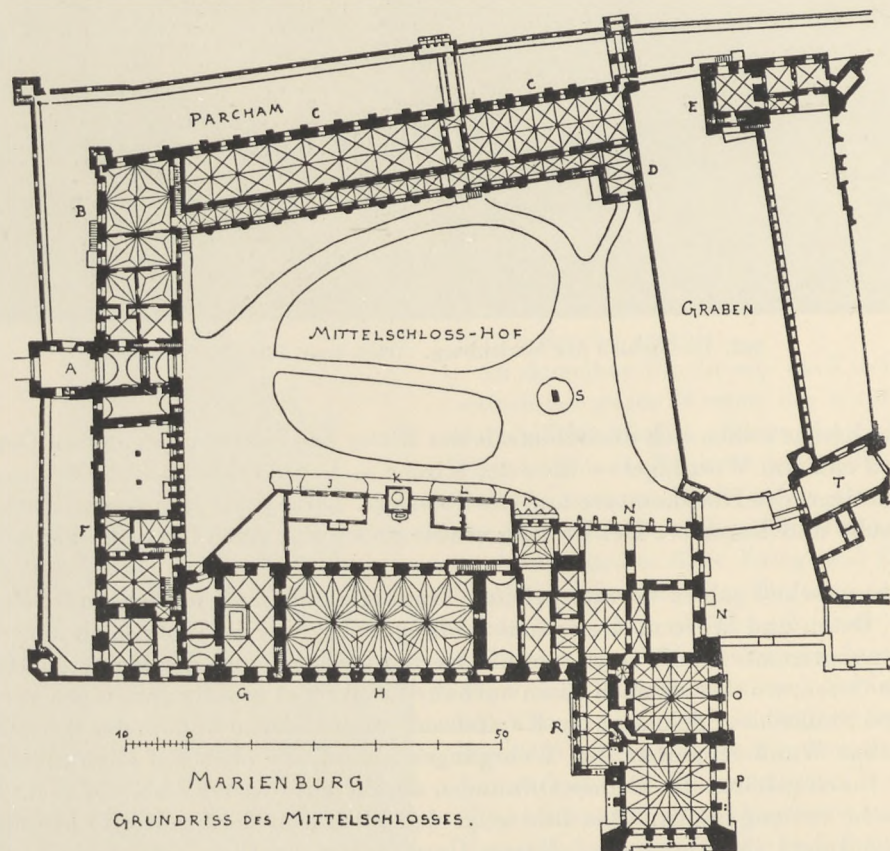 PARCHAM
C
C
E
B
D
GRABEN
MITTELSCHLOSS-HOF
A
S
J
K
L
M
N
T
F
N
G
H
O
R
P
10
0
50
MARIENBURG
GRUNDRISS DES MITTELSCHLOSSES.